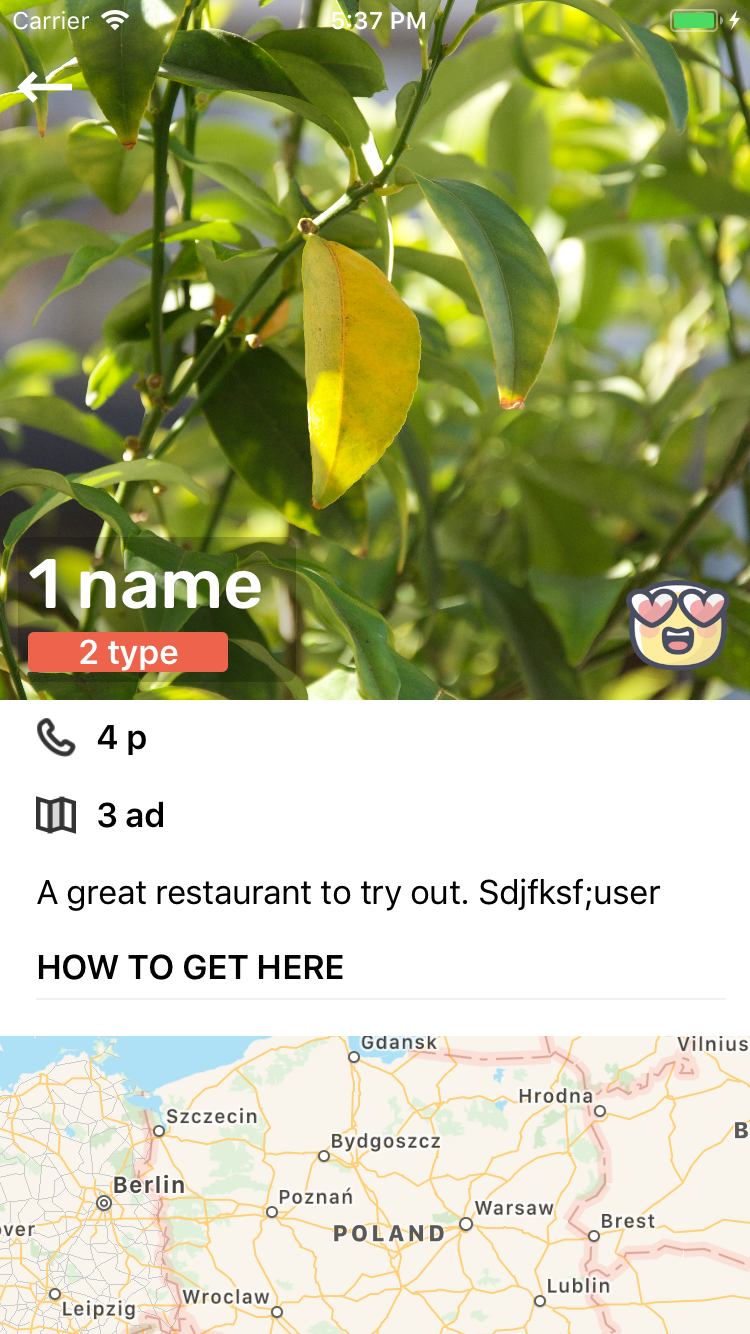 Carrier 5:37 PM
1 name
2 type
4 p
3 ad
A great restaurant to try out. Sdjfksf;user
HOW TO GET HERE
Gdansk
Vilnius
Hrodna
Szczecin
B
Bydgoszcz
Berlin
Poznań
Warsaw
Brest
over
POLAND
Lublin
Wroclaw
Leipzig